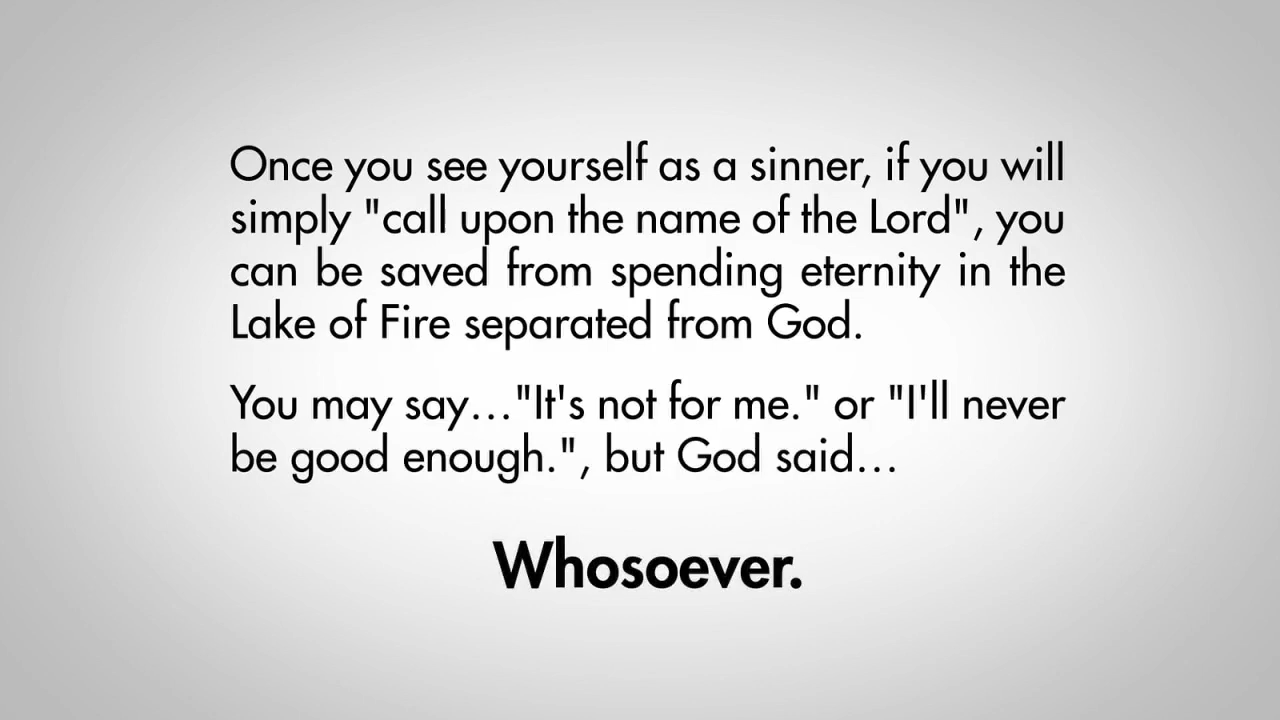 Once you see yourself as a sinner, if you will
simply "call upon the name of the Lord", you
can be saved from spending eternity in the
Lake of Fire separated from God.
You may say…"It's not for me." or "I'll never
be good enough.", but God said…
Whosoever.